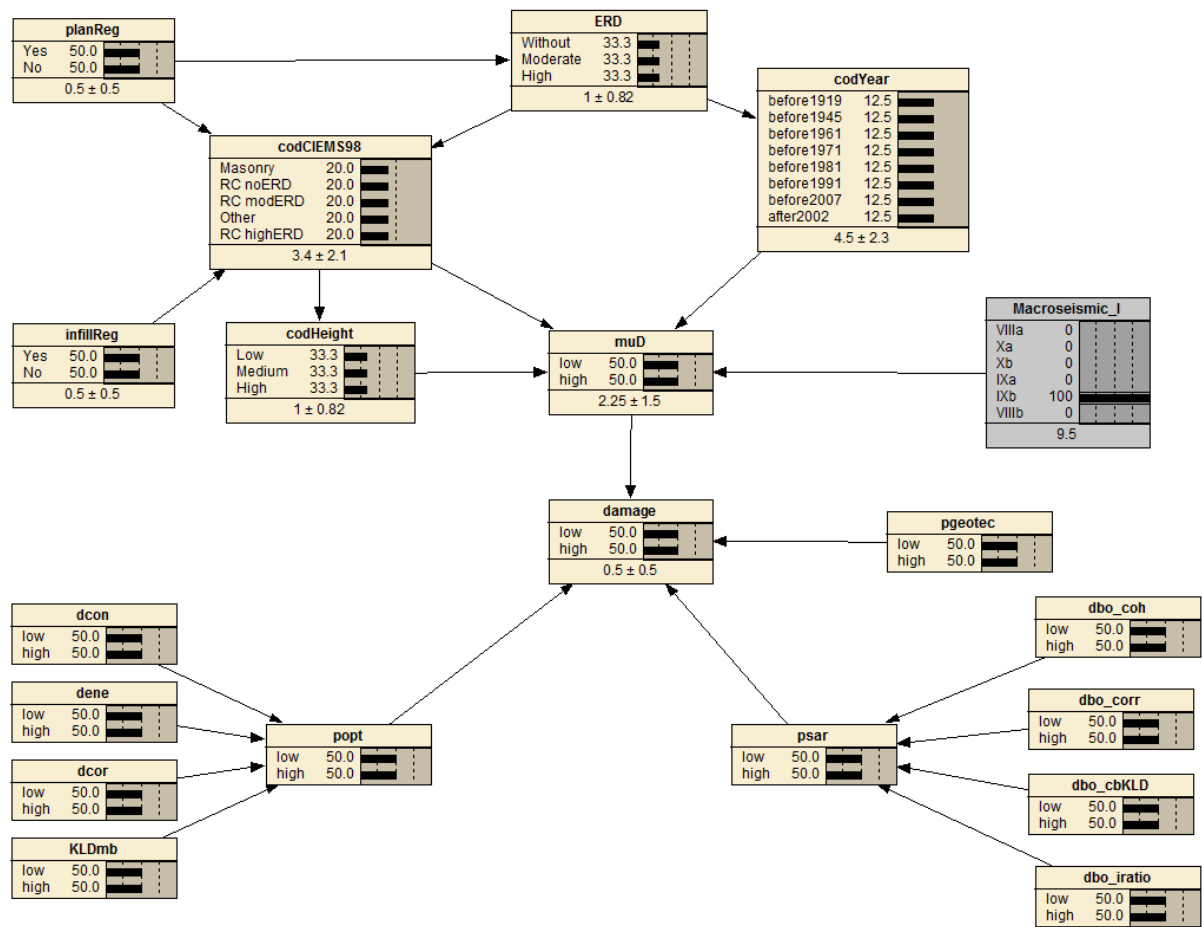 planReg
Yes 50.0
No 50.0
0.5 ± 0.5
ERD
Without 33.3
Moderate 33.3
High 33.3
1 ± 0.82
codYear
before1919 12.5
before1945 12.5
before1961 12.5
before1971 12.5
before1981 12.5
before1991 12.5
before2007 12.5
after2002 12.5
4.5 ± 2.3
codCIEMS98
Masonry 20.0
RC noERD 20.0
RC modERD 20.0
Other 20.0
RC highERD 20.0
3.4 ± 2.1
infillReg
Yes 50.0
No 50.0
0.5 ± 0.5
codHeight
Low 33.3
Medium 33.3
High 33.3
1 ± 0.82
muD
low 50.0
high 50.0
2.25 ± 1.5
Macroseismic_I
VIIIa 0
Xa 0
Xb 0
IXa 0
IXb 100
VIIIb 0
9.5
damage
low 50.0
high 50.0
0.5 ± 0.5
pgeotec
low 50.0
high 50.0
dcon
low 50.0
high 50.0
dene
low 50.0
high 50.0
dcor
low 50.0
high 50.0
KLDmb
low 50.0
high 50.0
popt
low 50.0
high 50.0
psar
low 50.0
high 50.0
dbo_coh
low 50.0
high 50.0
dbo_corr
low 50.0
high 50.0
dbo_cbKLD
low 50.0
high 50.0
dbo_iratio
low 50.0
high 50.0